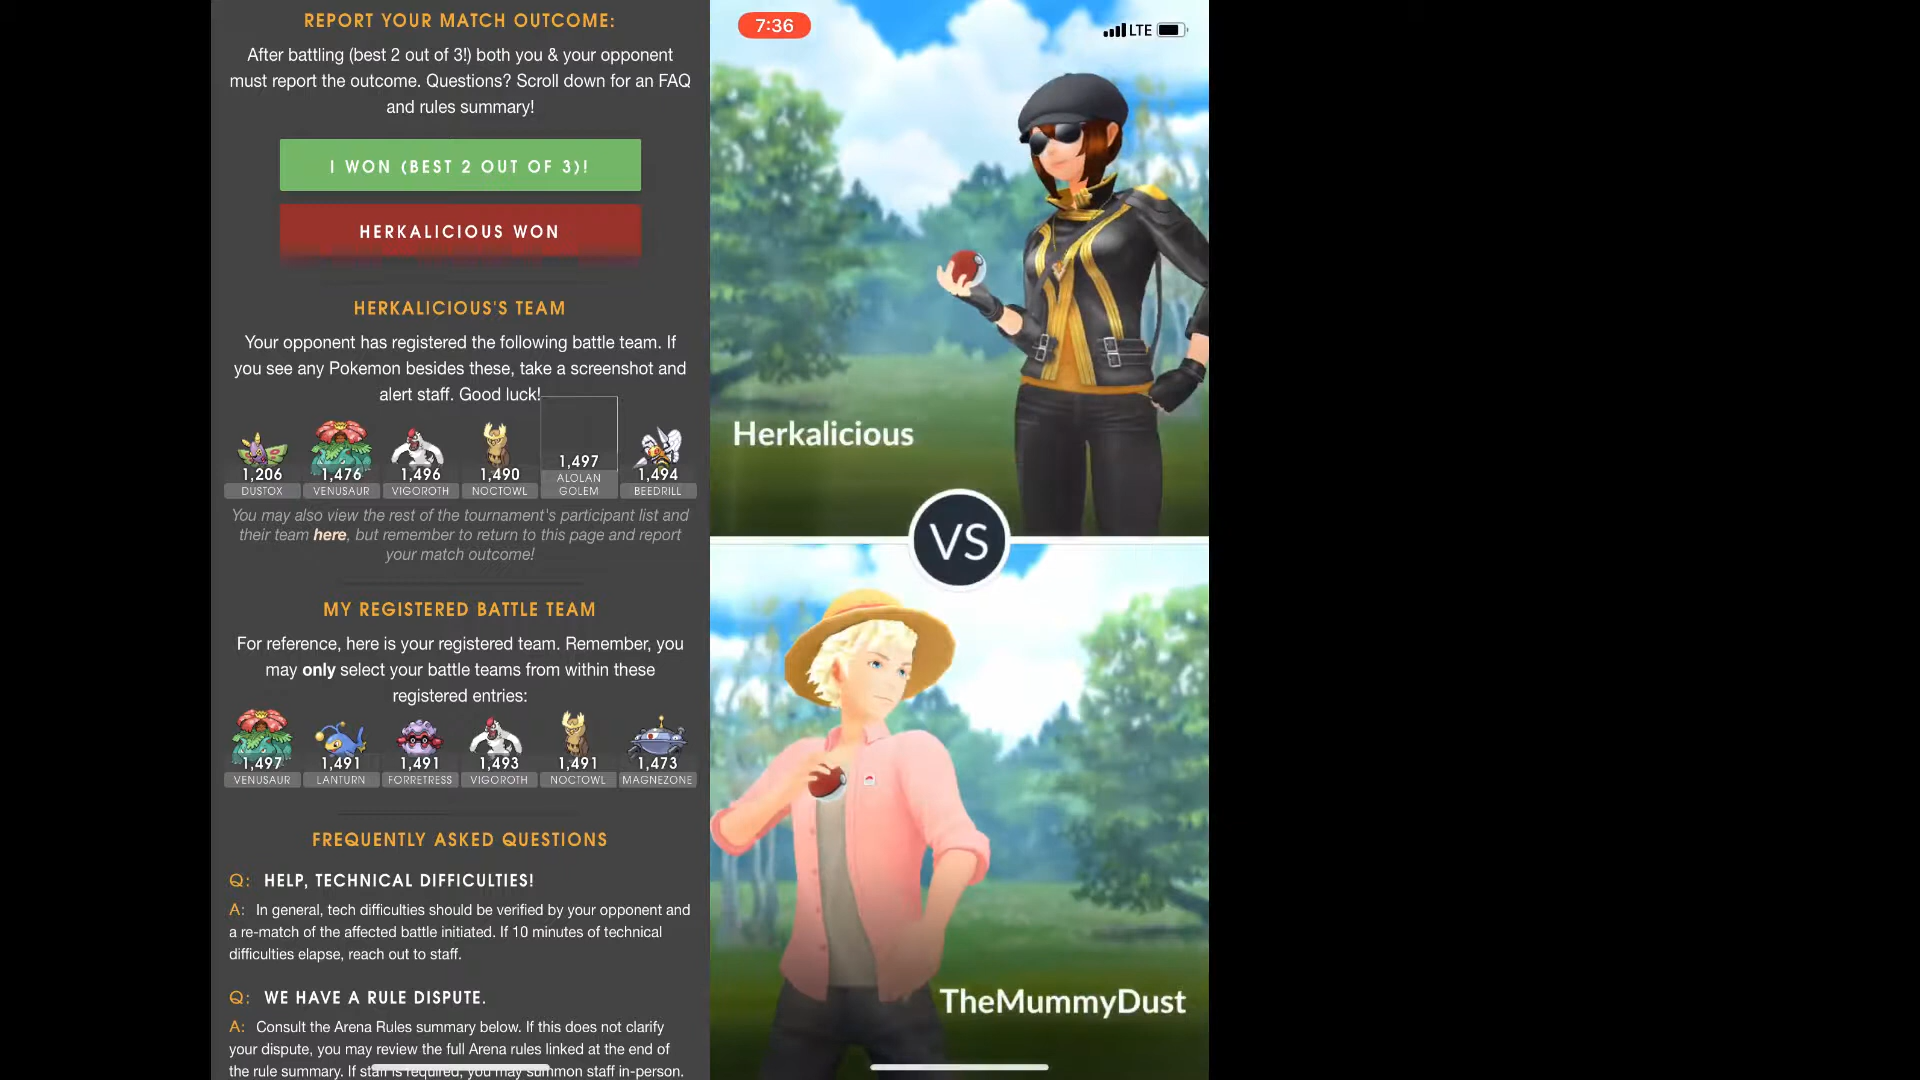 REPORT YOUR MATCH OUTCOME:
After battling (best 2 out of 3!) both you & your opponent
must report the outcome. Questions? Scroll down for an FAQ
and rules summary!
I WON (BEST 2 OUT OF 3)!
HERKALICIOUS WON
HERKALICIOUS'S TEAM
Your opponent has registered the following battle team. If
you see any Pokemon besides these, take a screenshot and
alert staff. Good luck!
1,206 1,476 1,496 1,490 1,497 1,494
DUSTOX VENUSAUR VIGOROTH NOCTOWL ALOLAN GOLEM BEEDRILL
You may also view the rest of the tournament's participant list and
their team here, but remember to return to this page and report
your match outcome!
MY REGISTERED BATTLE TEAM
For reference, here is your registered team. Remember, you
may only select your battle teams from within these
registered entries:
1,497 1,491 1,491 1,493 1,491 1,473
VENUSAUR LANTURN FORRETRESS VIGOROTH NOCTOWL MAGNEZONE
FREQUENTLY ASKED QUESTIONS
Q: HELP, TECHNICAL DIFFICULTIES!
A: In general, tech difficulties should be verified by your opponent and
a re-match of the affected battle initiated. If 10 minutes of technical
difficulties elapse, reach out to staff.
Q: WE HAVE A RULE DISPUTE.
A: Consult the Arena Rules summary below. If this does not clarify
your dispute, you may review the full Arena rules linked at the end of
the rule summary. If staff is required, you may summon staff in-person.
7:36
LTE
Herkalicious
VS
TheMummyDust